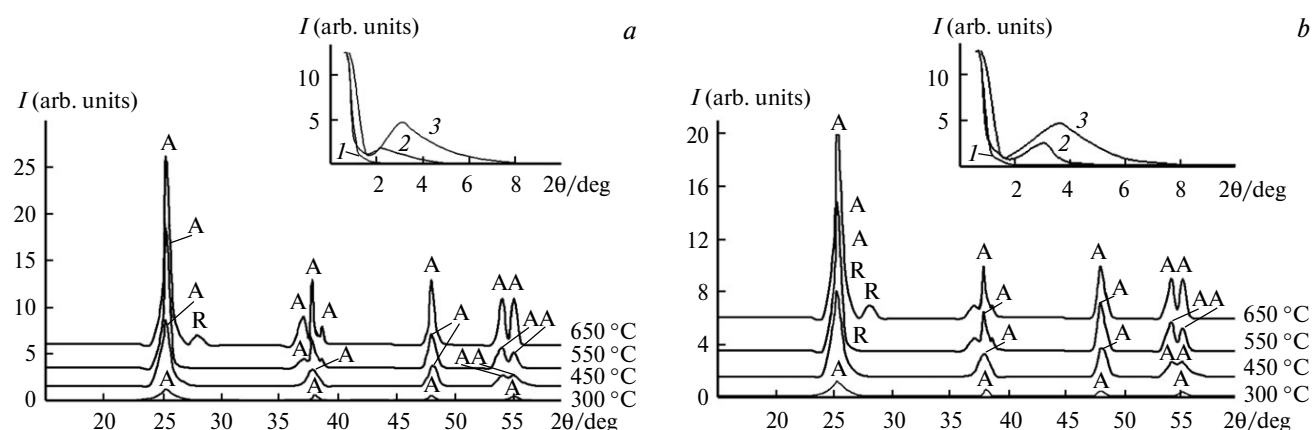 I (arb. units) a
10
5
1 2 3
2 4 6 8 2θ/deg
I (arb. units)
25
20
15
10
5
0
A
A
A
R
A
A
A
A
A
A
A
A
A
AA
AA
AA
A
A
A
A
650 °C
550 °C
450 °C
300 °C
20 25 30 35 40 45 50 55 2θ/deg
I (arb. units) b
10
5
1 2 3
2 4 6 8 2θ/deg
I (arb. units)
20
16
12
8
4
0
A
A
A
R
R
R
A
A
A
A
A
A
A
AA
AA
AA
A
A
A
A
650 °C
550 °C
450 °C
300 °C
20 25 30 35 40 45 50 55 2θ/deg